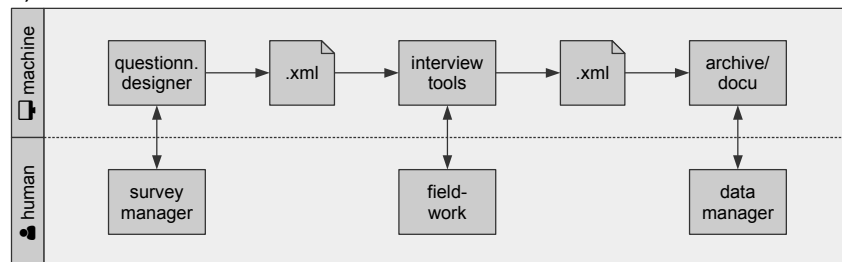 machine
questionn.
designer
.xml
interview
tools
.xml
archive/
docu
human
survey
manager
field-
work
data
manager